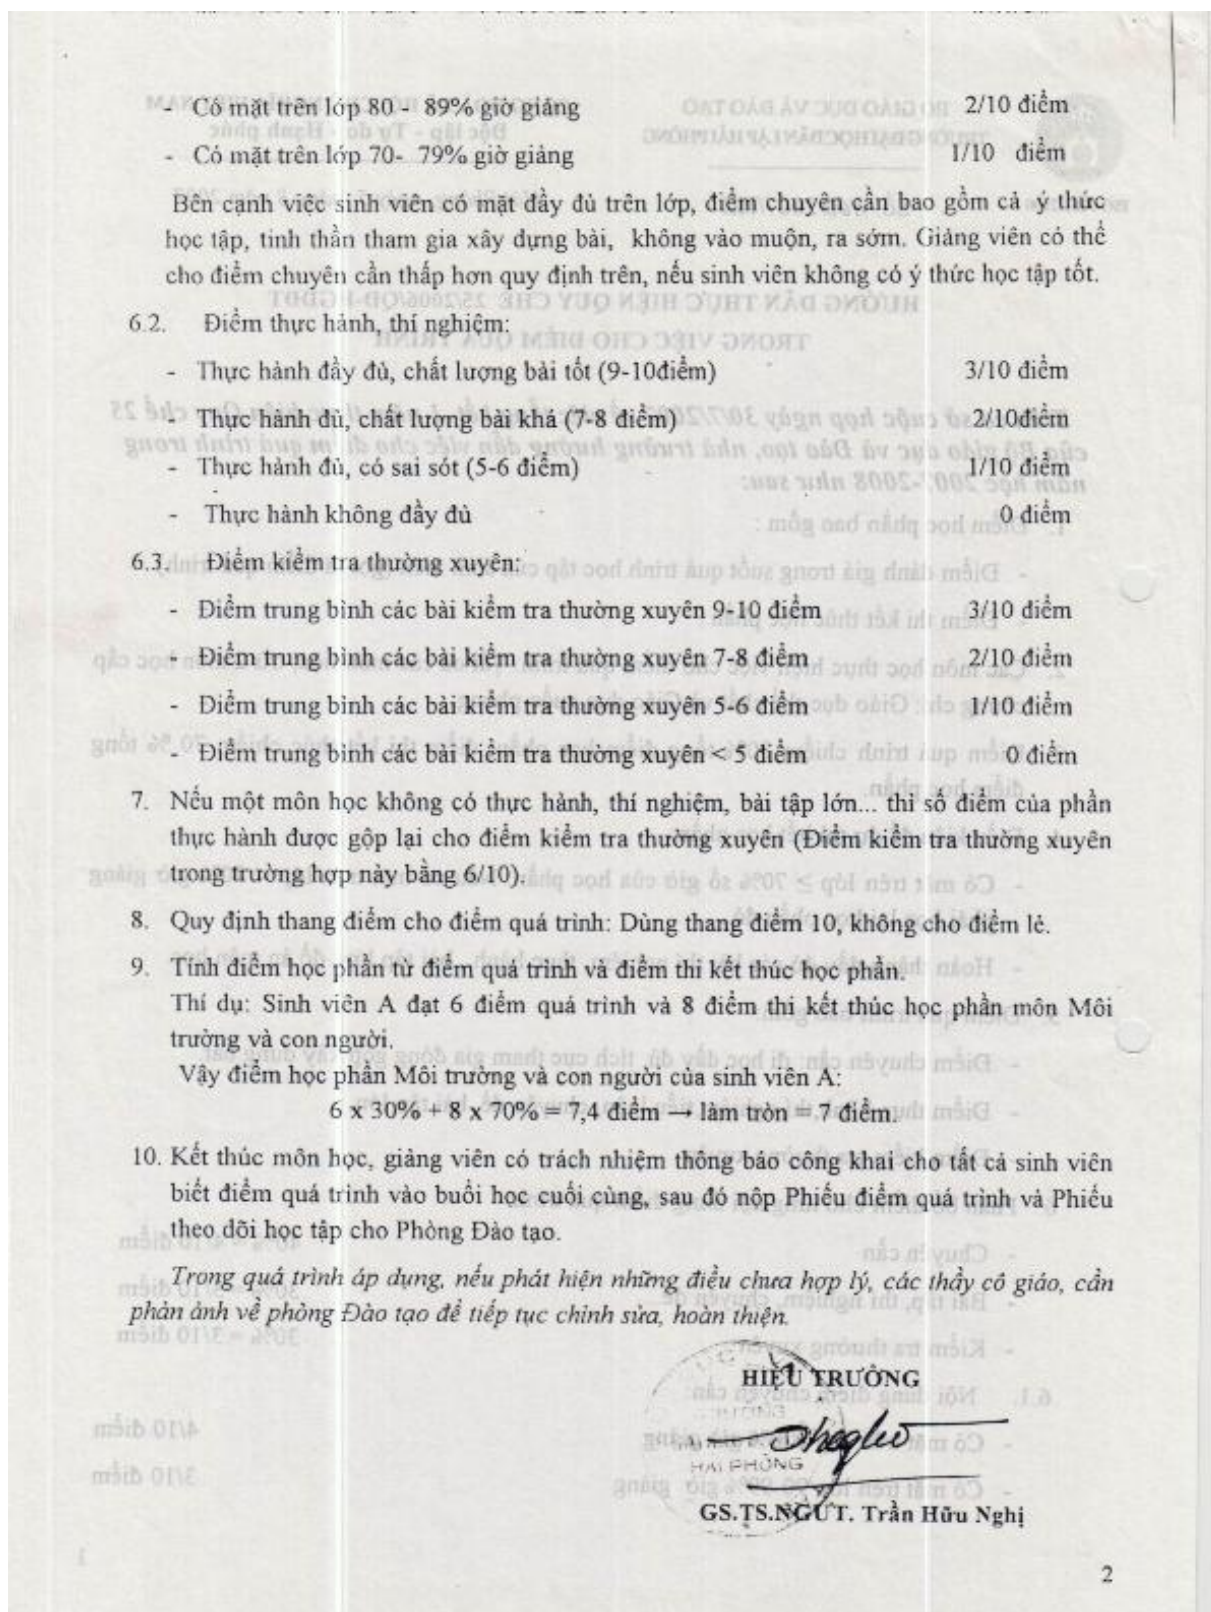 - Có mặt trên lớp 80 - 89% giờ giảng 2/10 điểm
- Có mặt trên lớp 70- 79% giờ giảng 1/10 điểm
Bên cạnh việc sinh viên có mặt đầy đủ trên lớp, điểm chuyên cần bao gồm cả ý thức
học tập, tinh thần tham gia xây dựng bài, không vào muộn, ra sớm. Giảng viên có thể
cho điểm chuyên cần thấp hơn quy định trên, nếu sinh viên không có ý thức học tập tốt.
6.2. Điểm thực hành, thí nghiệm:
- Thực hành đầy đủ, chất lượng bài tốt (9-10điểm) 3/10 điểm
- Thực hành đủ, chất lượng bài khá (7-8 điểm) 2/10điểm
- Thực hành đủ, có sai sót (5-6 điểm) 1/10 điểm
- Thực hành không đầy đủ 0 điểm
6.3. Điểm kiểm tra thường xuyên:
- Điểm trung bình các bài kiểm tra thường xuyên 9-10 điểm 3/10 điểm
- Điểm trung bình các bài kiểm tra thường xuyên 7-8 điểm 2/10 điểm
- Điểm trung bình các bài kiểm tra thường xuyên 5-6 điểm 1/10 điểm
- Điểm trung bình các bài kiểm tra thường xuyên < 5 điểm 0 điểm
7. Nếu một môn học không có thực hành, thí nghiệm, bài tập lớn... thì số điểm của phần
thực hành được gộp lại cho điểm kiểm tra thường xuyên (Điểm kiểm tra thường xuyên
trong trường hợp này bằng 6/10).
8. Quy định thang điểm cho điểm quá trình: Dùng thang điểm 10, không cho điểm lẻ.
9. Tính điểm học phần từ điểm quá trình và điểm thi kết thúc học phần.
Thí dụ: Sinh viên A đạt 6 điểm quá trình và 8 điểm thi kết thúc học phần môn Môi
trường và con người.
Vậy điểm học phần Môi trường và con người của sinh viên A:
6 x 30% + 8 x 70% = 7,4 điểm → làm tròn = 7 điểm.
10. Kết thúc môn học, giảng viên có trách nhiệm thông báo công khai cho tất cả sinh viên
biết điểm quá trình vào buổi học cuối cùng, sau đó nộp Phiếu điểm quá trình và Phiếu
theo dõi học tập cho Phòng Đào tạo.
Trong quá trình áp dụng, nếu phát hiện những điều chưa hợp lý, các thầy cô giáo, cần
phản ảnh về phòng Đào tạo để tiếp tục chỉnh sửa, hoàn thiện.
HIỆU TRƯỞNG
HẢI PHÒNG
GS.TS.NGƯT. Trần Hữu Nghị
2